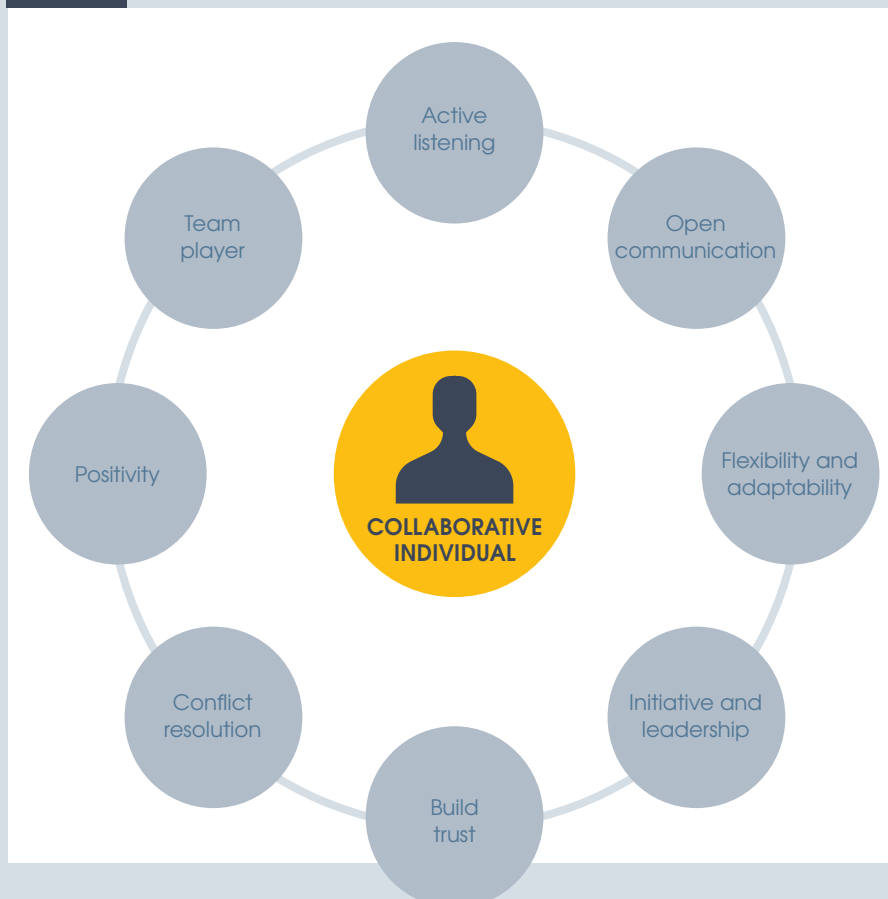 Active
listening
Open
communication
Flexibility and
adaptability
Initiative and
leadership
Build
trust
Conflict
resolution
Positivity
Team
player
COLLABORATIVE
INDIVIDUAL